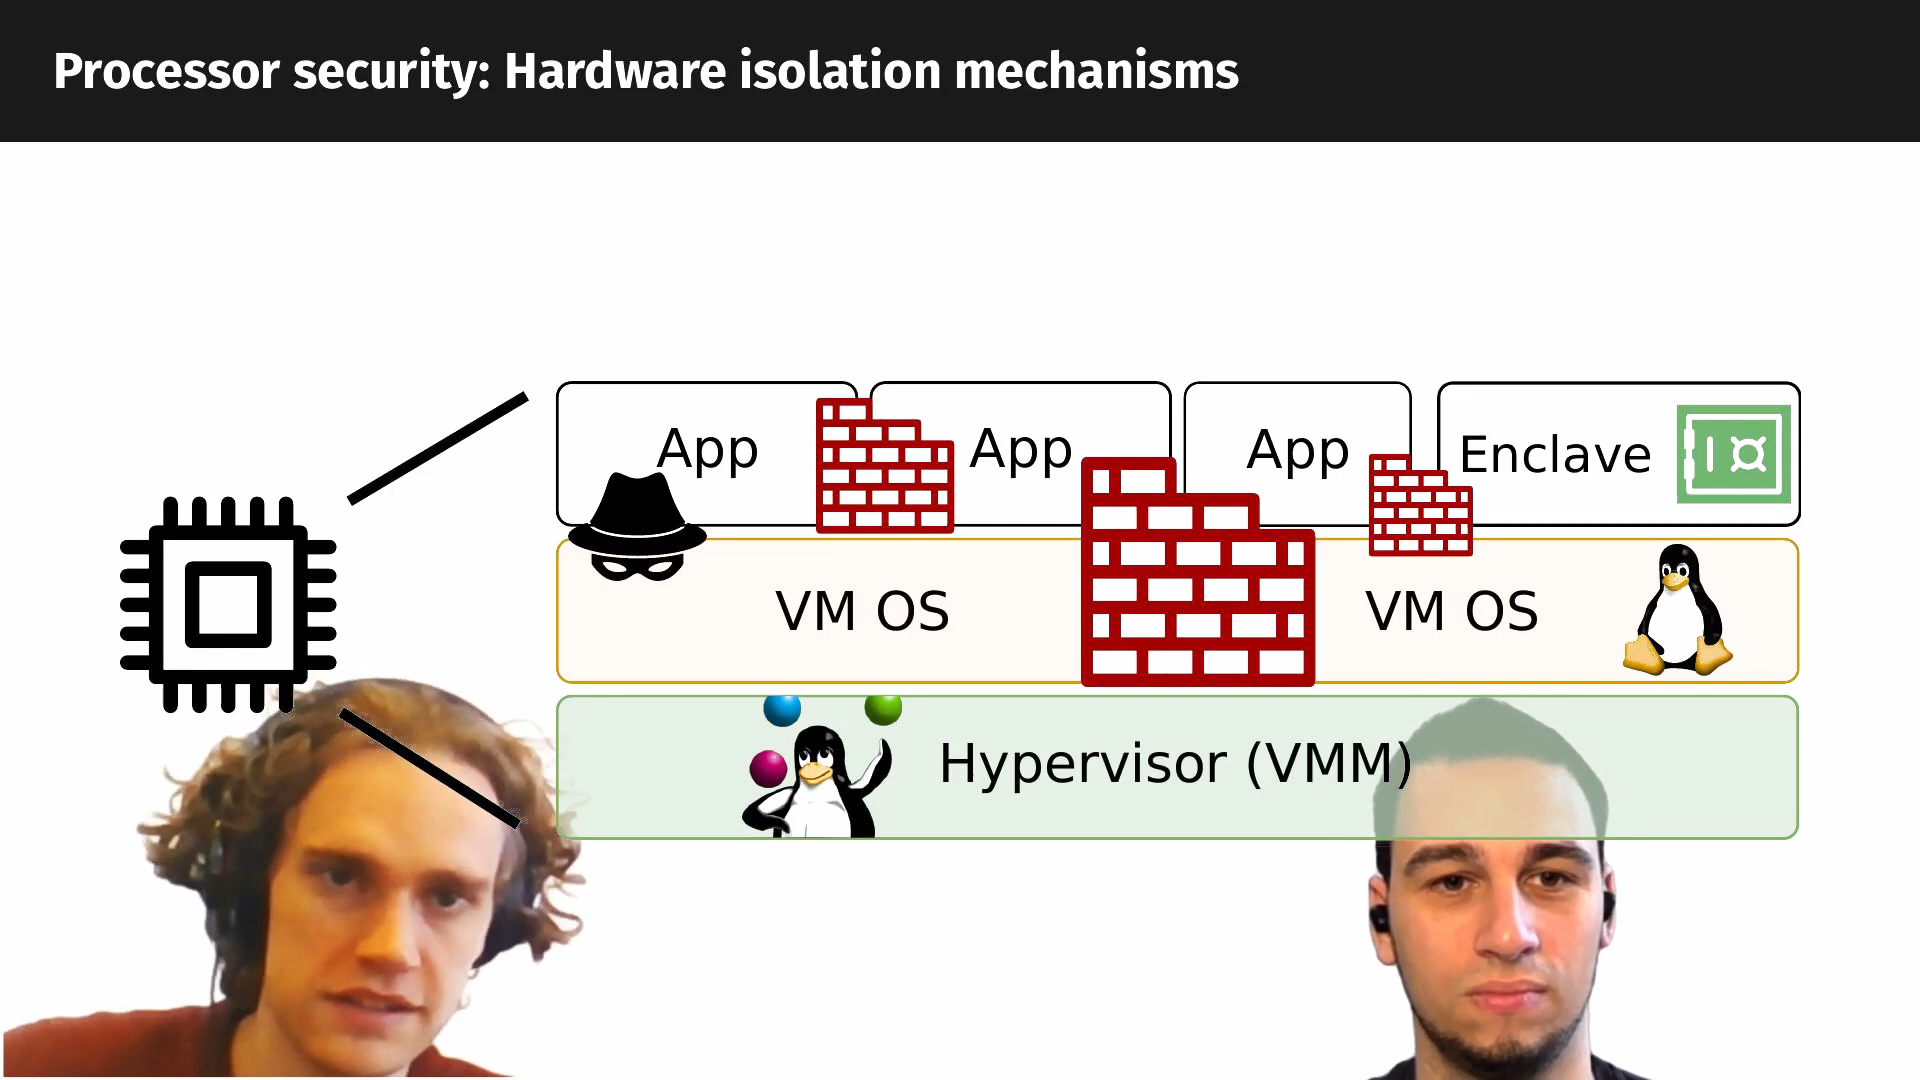 Processor security: Hardware isolation mechanisms
App
App
App
Enclave
VM OS
VM OS
Hypervisor (VMM)